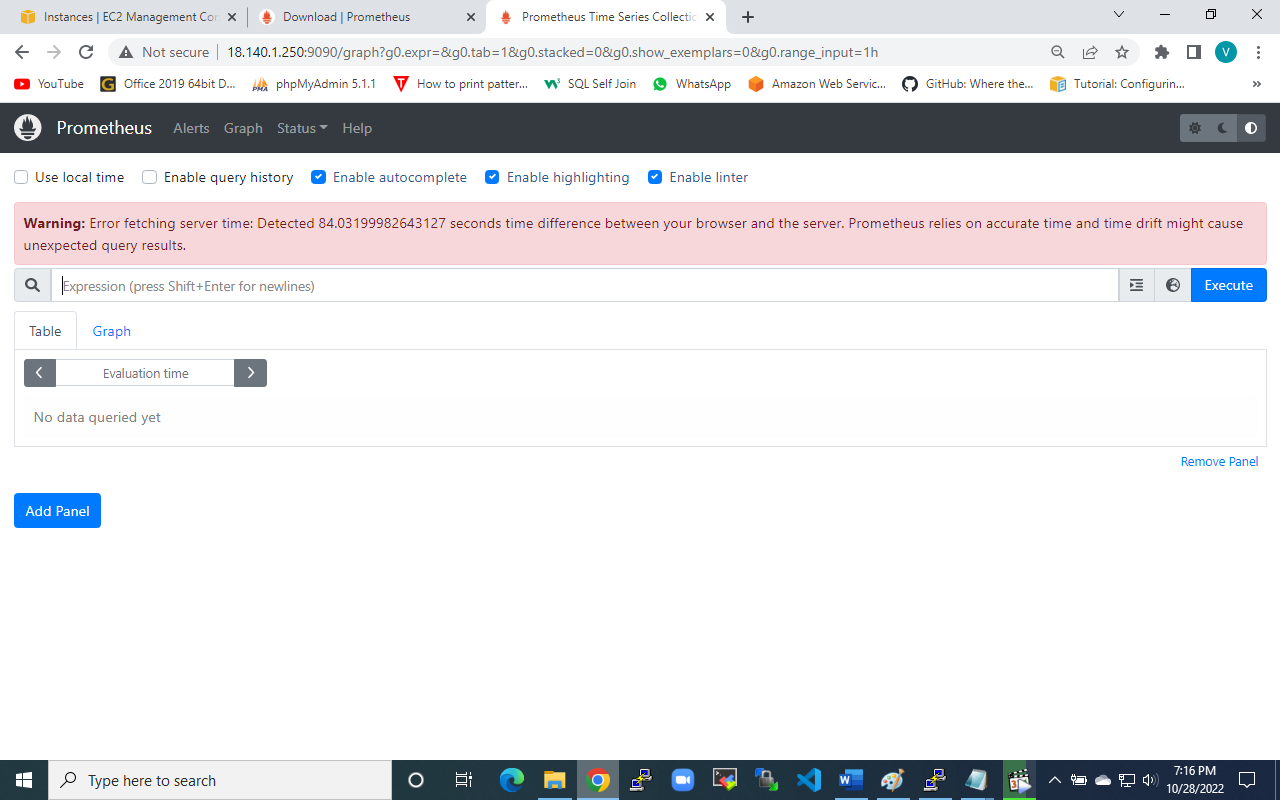 Instances | EC2 Management Con
Download | Prometheus
Prometheus Time Series Collectio
Not secure
18.140.1.250:9090/graph?g0.expr=&g0.tab=1&g0.stacked=0&g0.show_exemplars=0&g0.range_input=1h
V
YouTube
Office 2019 64bit D...
phpMyAdmin 5.1.1
How to print patter...
SQL Self Join
WhatsApp
Amazon Web Servic...
GitHub: Where the...
Tutorial: Configurin...
»
Prometheus
Alerts
Graph
Status
Help
Use local time
Enable query history
Enable autocomplete
Enable highlighting
Enable linter
Warning: Error fetching server time: Detected 84.03199982643127 seconds time difference between your browser and the server. Prometheus relies on accurate time and time drift might cause
unexpected query results.
Expression (press Shift+Enter for newlines)
Execute
Table
Graph
Evaluation time
No data queried yet
Remove Panel
Add Panel
Type here to search
7:16 PM
10/28/2022